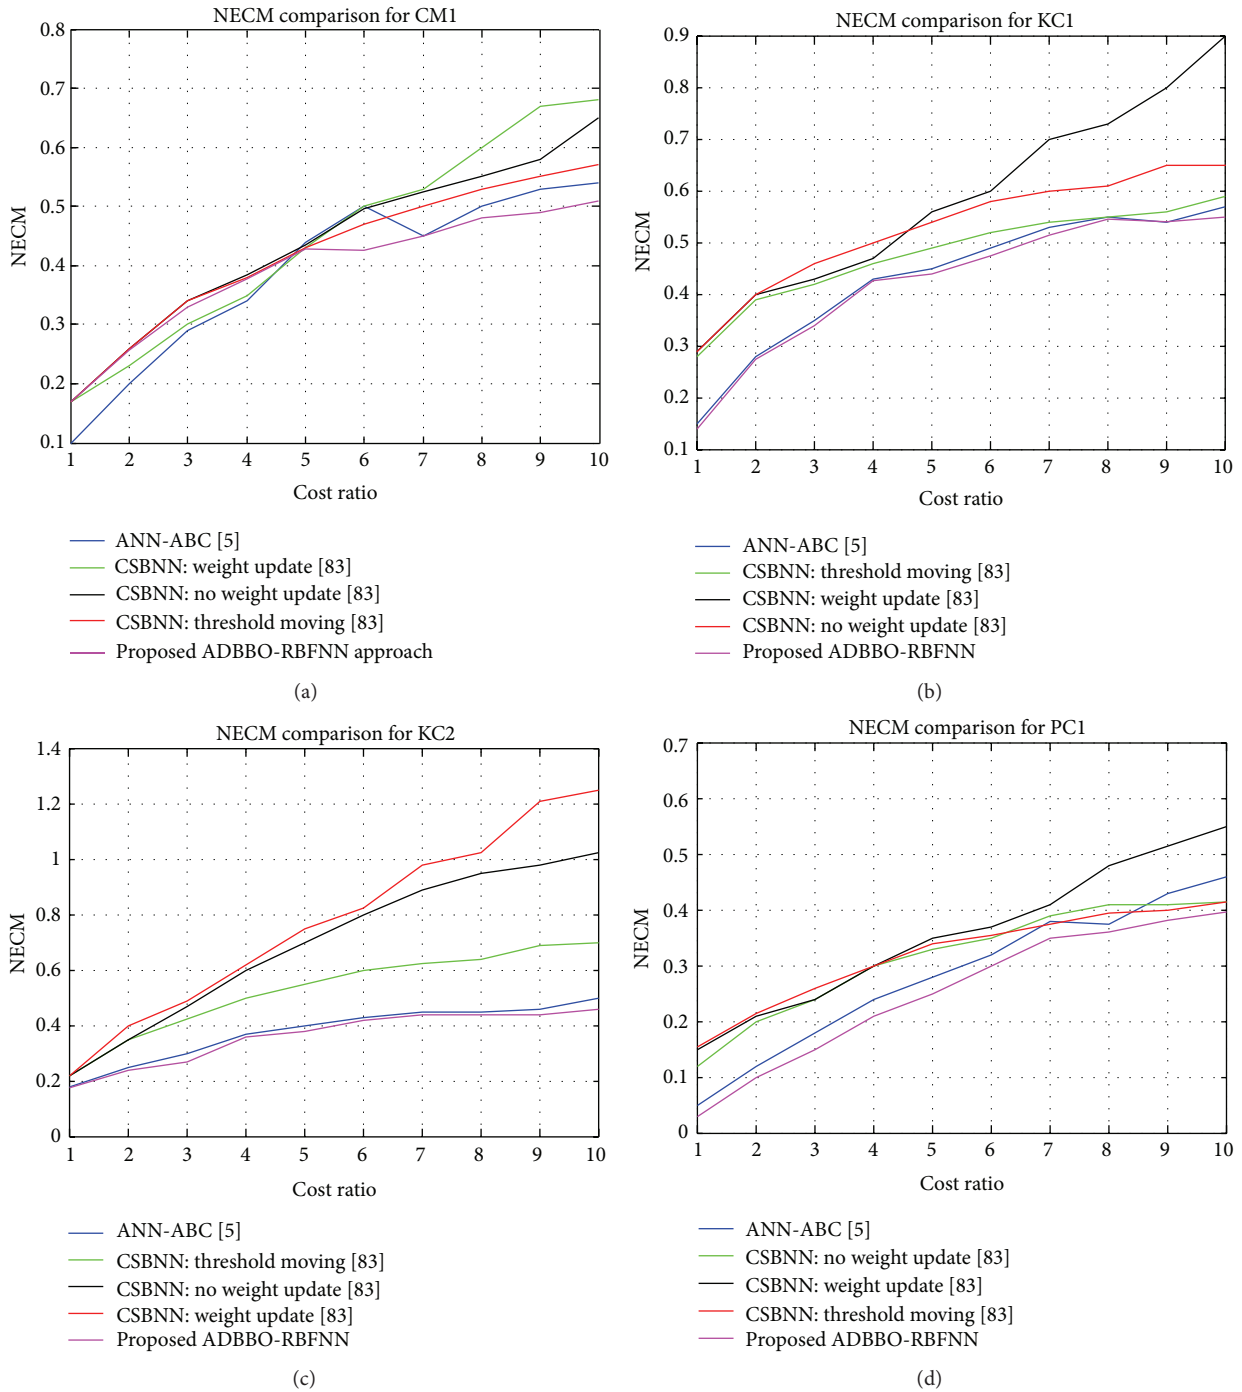 NECM comparison for CM1
0.8
0.7
0.6
0.5
0.4
0.3
0.2
0.1
NECM
1 2 3 4 5 6 7 8 9 10
Cost ratio
ANN-ABC [5]
CSBNN: weight update [83]
CSBNN: no weight update [83]
CSBNN: threshold moving [83]
Proposed ADBBO-RBFNN approach
(a)
NECM comparison for KC1
0.9
0.8
0.7
0.6
0.5
0.4
0.3
0.2
0.1
NECM
1 2 3 4 5 6 7 8 9 10
Cost ratio
ANN-ABC [5]
CSBNN: threshold moving [83]
CSBNN: weight update [83]
CSBNN: no weight update [83]
Proposed ADBBO-RBFNN
(b)
NECM comparison for KC2
1.4
1.2
1
0.8
0.6
0.4
0.2
0
NECM
1 2 3 4 5 6 7 8 9 10
Cost ratio
ANN-ABC [5]
CSBNN: threshold moving [83]
CSBNN: no weight update [83]
CSBNN: weight update [83]
Proposed ADBBO-RBFNN
(c)
NECM comparison for PC1
0.7
0.6
0.5
0.4
0.3
0.2
0.1
0
NECM
1 2 3 4 5 6 7 8 9 10
Cost ratio
ANN-ABC [5]
CSBNN: no weight update [83]
CSBNN: weight update [83]
CSBNN: threshold moving [83]
Proposed ADBBO-RBFNN
(d)